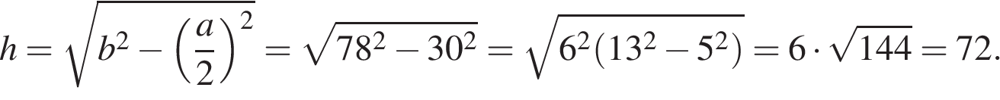 h = √(b² − (a/2)²) = √(78² − 30²) = √(6²(13² − 5²)) = 6 · √144 = 72.